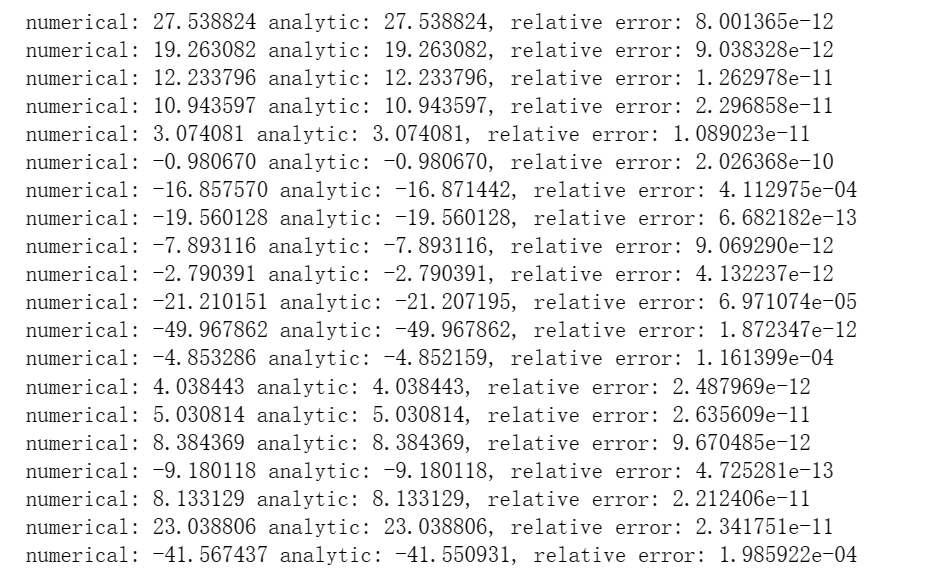 numerical: 27.538824 analytic: 27.538824, relative error: 8.001365e-12
numerical: 19.263082 analytic: 19.263082, relative error: 9.038328e-12
numerical: 12.233796 analytic: 12.233796, relative error: 1.262978e-11
numerical: 10.943597 analytic: 10.943597, relative error: 2.296858e-11
numerical: 3.074081 analytic: 3.074081, relative error: 1.089023e-11
numerical: -0.980670 analytic: -0.980670, relative error: 2.026368e-10
numerical: -16.857570 analytic: -16.871442, relative error: 4.112975e-04
numerical: -19.560128 analytic: -19.560128, relative error: 6.682182e-13
numerical: -7.893116 analytic: -7.893116, relative error: 9.069290e-12
numerical: -2.790391 analytic: -2.790391, relative error: 4.132237e-12
numerical: -21.210151 analytic: -21.207195, relative error: 6.971074e-05
numerical: -49.967862 analytic: -49.967862, relative error: 1.872347e-12
numerical: -4.853286 analytic: -4.852159, relative error: 1.161399e-04
numerical: 4.038443 analytic: 4.038443, relative error: 2.487969e-12
numerical: 5.030814 analytic: 5.030814, relative error: 2.635609e-11
numerical: 8.384369 analytic: 8.384369, relative error: 9.670485e-12
numerical: -9.180118 analytic: -9.180118, relative error: 4.725281e-13
numerical: 8.133129 analytic: 8.133129, relative error: 2.212406e-11
numerical: 23.038806 analytic: 23.038806, relative error: 2.341751e-11
numerical: -41.567437 analytic: -41.550931, relative error: 1.985922e-04